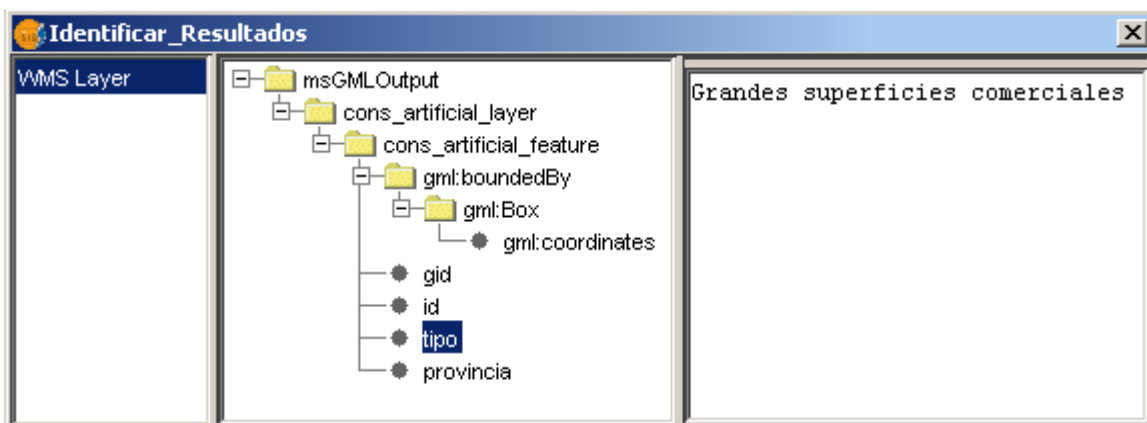 Identificar_Resultados
WMS Layer
msGMLOutput
cons_artificial_layer
cons_artificial_feature
gml:boundedBy
gml:Box
gml:coordinates
gid
id
tipo
provincia
Grandes superficies comerciales